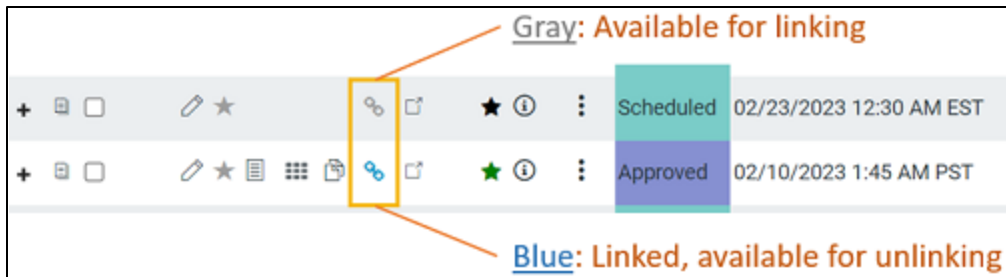 Gray: Available for linking
Scheduled 02/23/2023 12:30 AM EST
Approved 02/10/2023 1:45 AM PST
Blue: Linked, available for unlinking